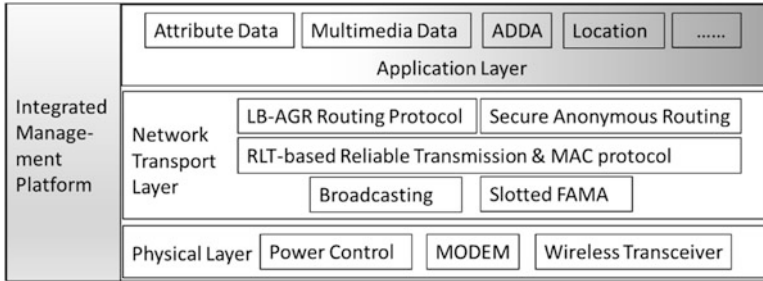 Attribute Data Multimedia Data ADDA Location ......
Application Layer
Integrated
Manage-
ment
Platform
Network
Transport
Layer
LB-AGR Routing Protocol Secure Anonymous Routing
RLT-based Reliable Transmission & MAC protocol
Broadcasting Slotted FAMA
Physical Layer Power Control MODEM Wireless Transceiver